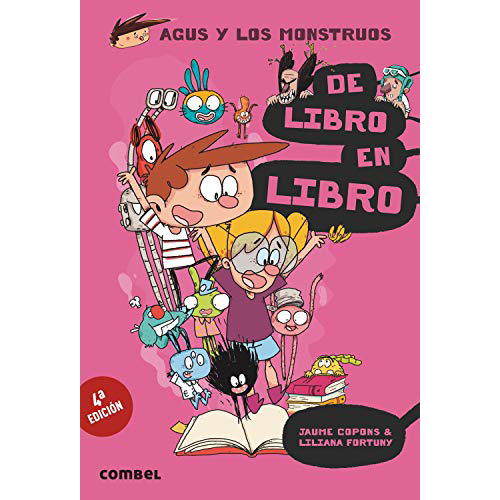 AGUS Y LOS MONSTRUOS
DE
LIBRO
EN
LIBRO
4ª
EDICIÓN
JAUME COPONS &
LILIANA FORTUNY
COMBEL